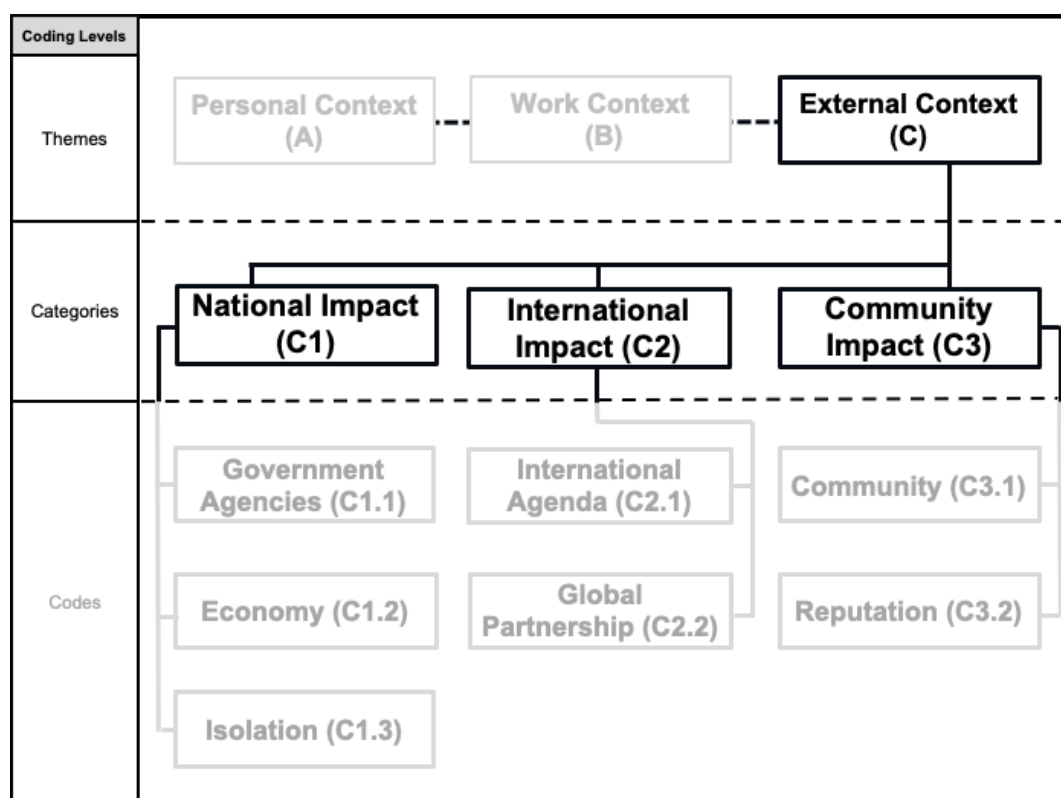 Coding Levels
Themes
Personal Context
(A)
Work Context
(B)
External Context
(C)
Categories
National Impact
(C1)
International
Impact (C2)
Community
Impact (C3)
Codes
Government
Agencies (C1.1)
International
Agenda (C2.1)
Community (C3.1)
Economy (C1.2)
Global
Partnership (C2.2)
Reputation (C3.2)
Isolation (C1.3)